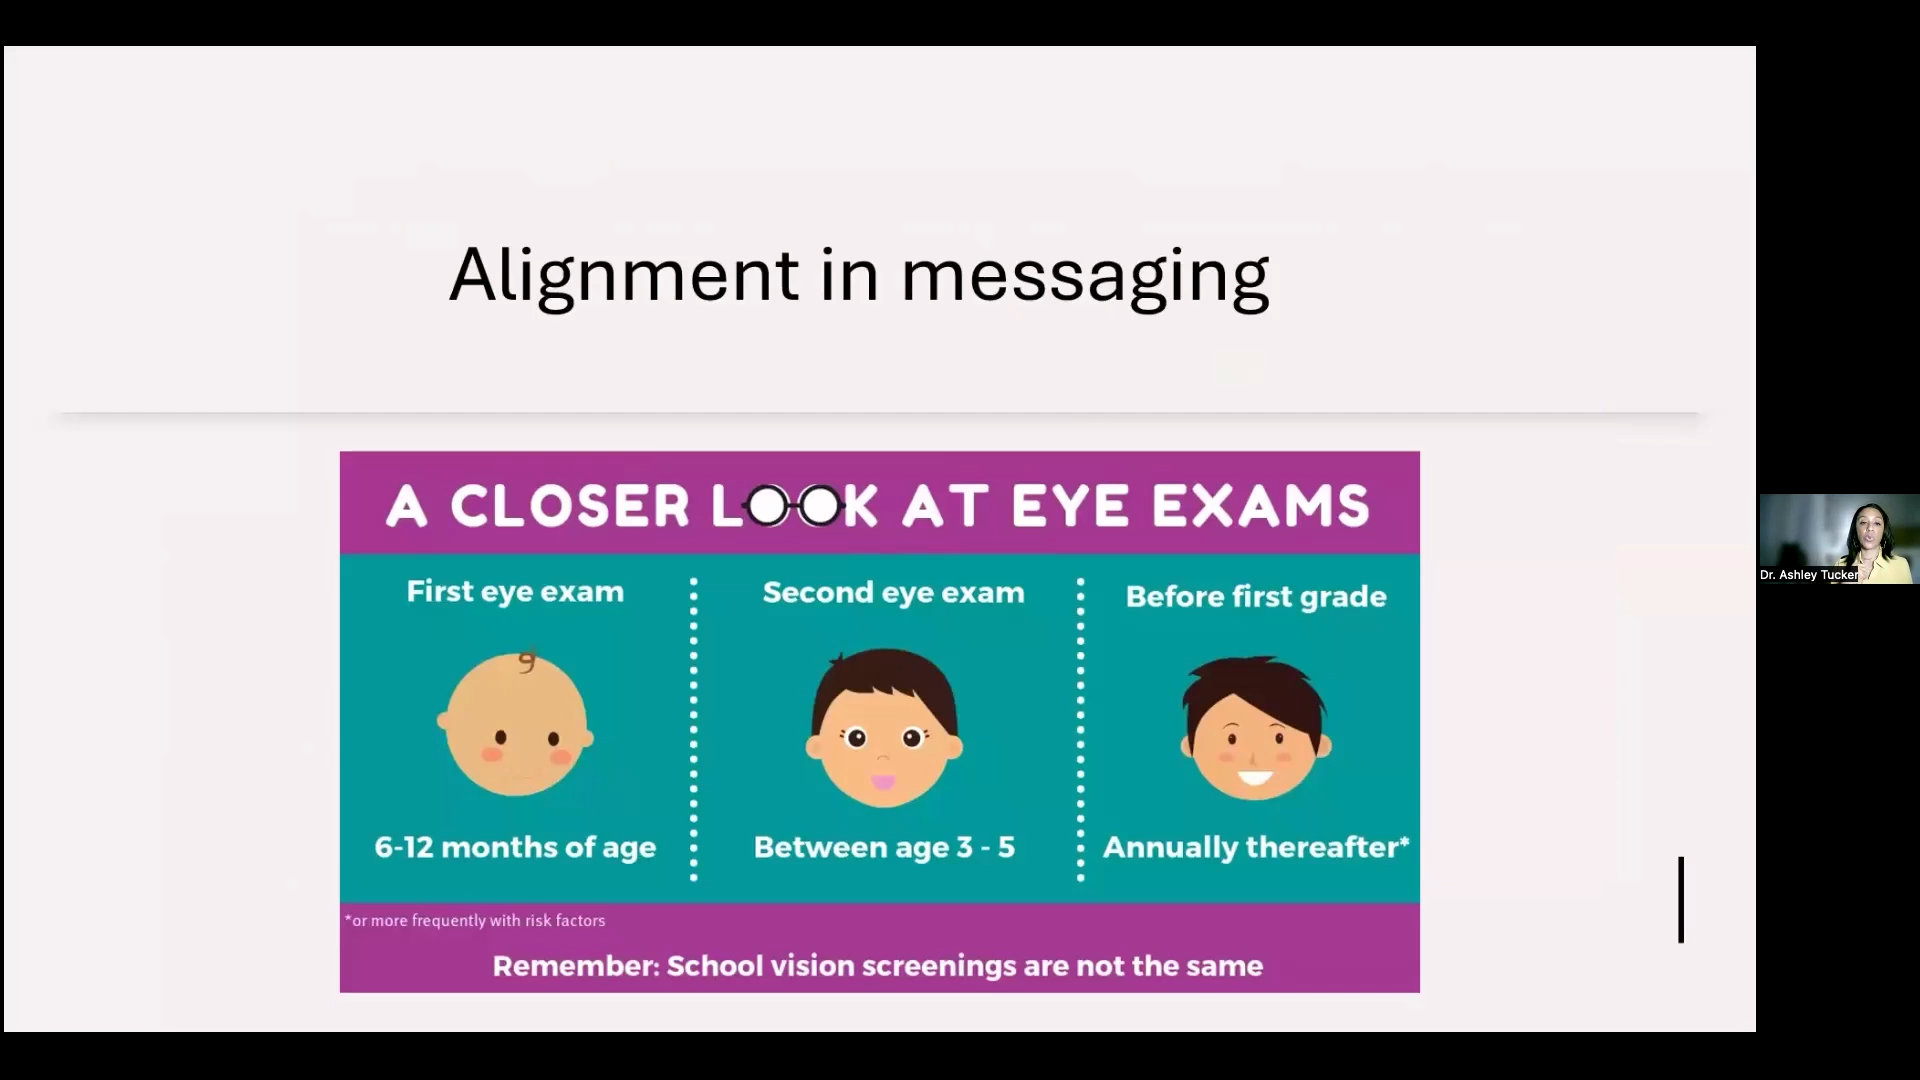 Alignment in messaging
A CLOSER LOOK AT EYE EXAMS
First eye exam
Second eye exam
Before first grade
6-12 months of age
Between age 3 - 5
Annually thereafter*
*or more frequently with risk factors
Remember: School vision screenings are not the same
Dr. Ashley Tucker